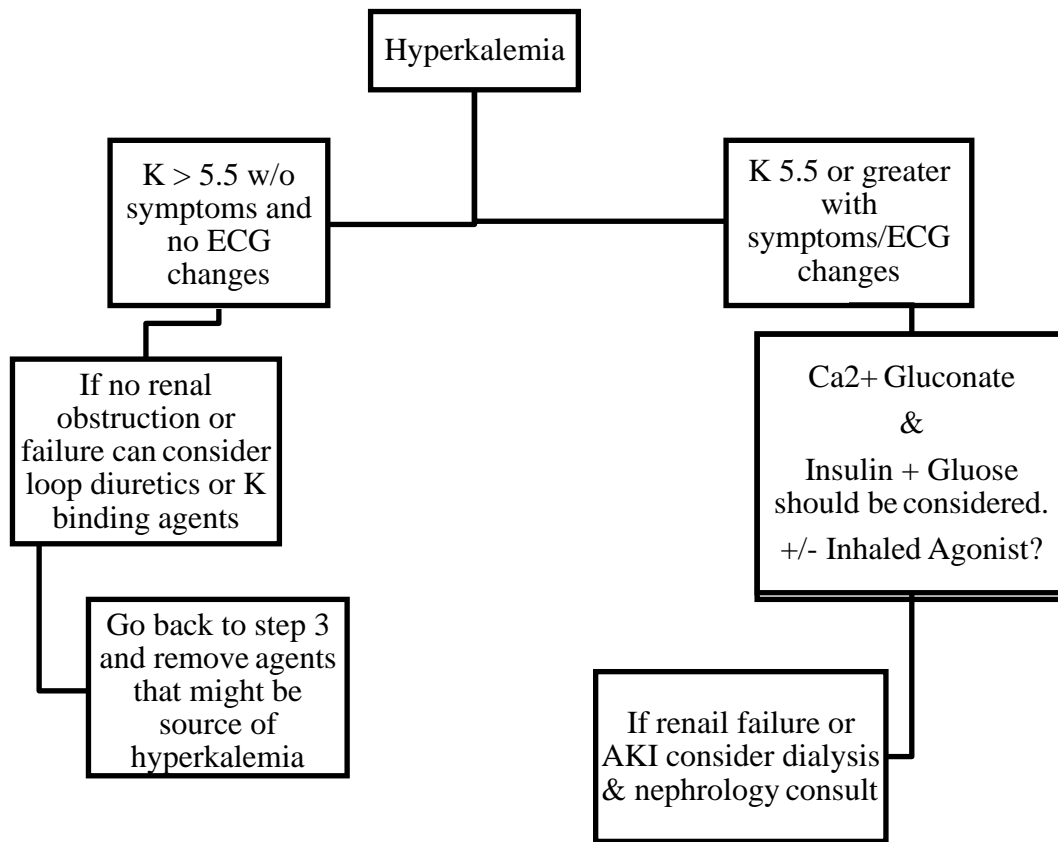 Hyperkalemia
K > 5.5 w/o
symptoms and
no ECG
changes
K 5.5 or greater
with
symptoms/ECG
changes
If no renal
obstruction or
failure can consider
loop diuretics or K
binding agents
Ca2+ Gluconate
&
Insulin + Gluose
should be considered.
+/- Inhaled Agonist?
Go back to step 3
and remove agents
that might be
source of
hyperkalemia
If renail failure or
AKI consider dialysis
& nephrology consult